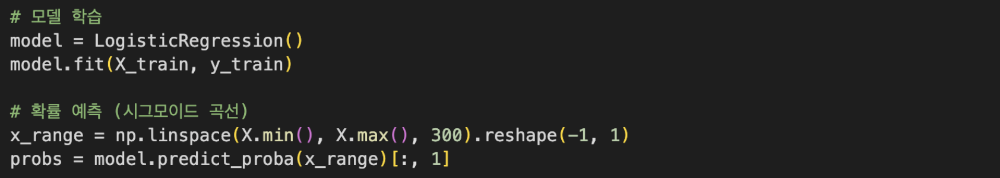 # 모델 학습
model = LogisticRegression()
model.fit(X_train, y_train)
# 확률 예측 (시그모이드 곡선)
x_range = np.linspace(X.min(), X.max(), 300).reshape(-1, 1)
probs = model.predict_proba(x_range)[:, 1]